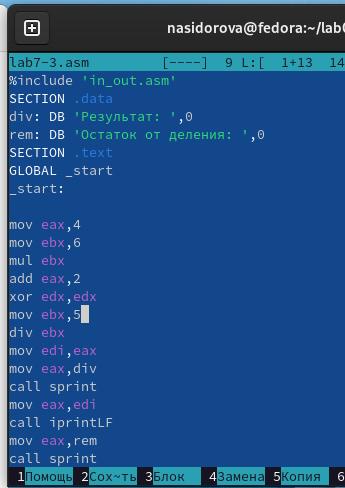 nasidorova@fedora:~/lab
lab7-3.asm [----] 9 L:[ 1+13 14
%include 'in_out.asm'
SECTION .data
div: DB 'Результат: ',0
rem: DB 'Остаток от деления: ',0
SECTION .text
GLOBAL _start
_start:
mov eax,4
mov ebx,6
mul ebx
add eax,2
xor edx,edx
mov ebx,5
div ebx
mov edi,eax
mov eax,div
call sprint
mov eax,edi
call iprintLF
mov eax,rem
call sprint
1Помощь 2Сох~ть 3Блок 4Замена 5Копия 6